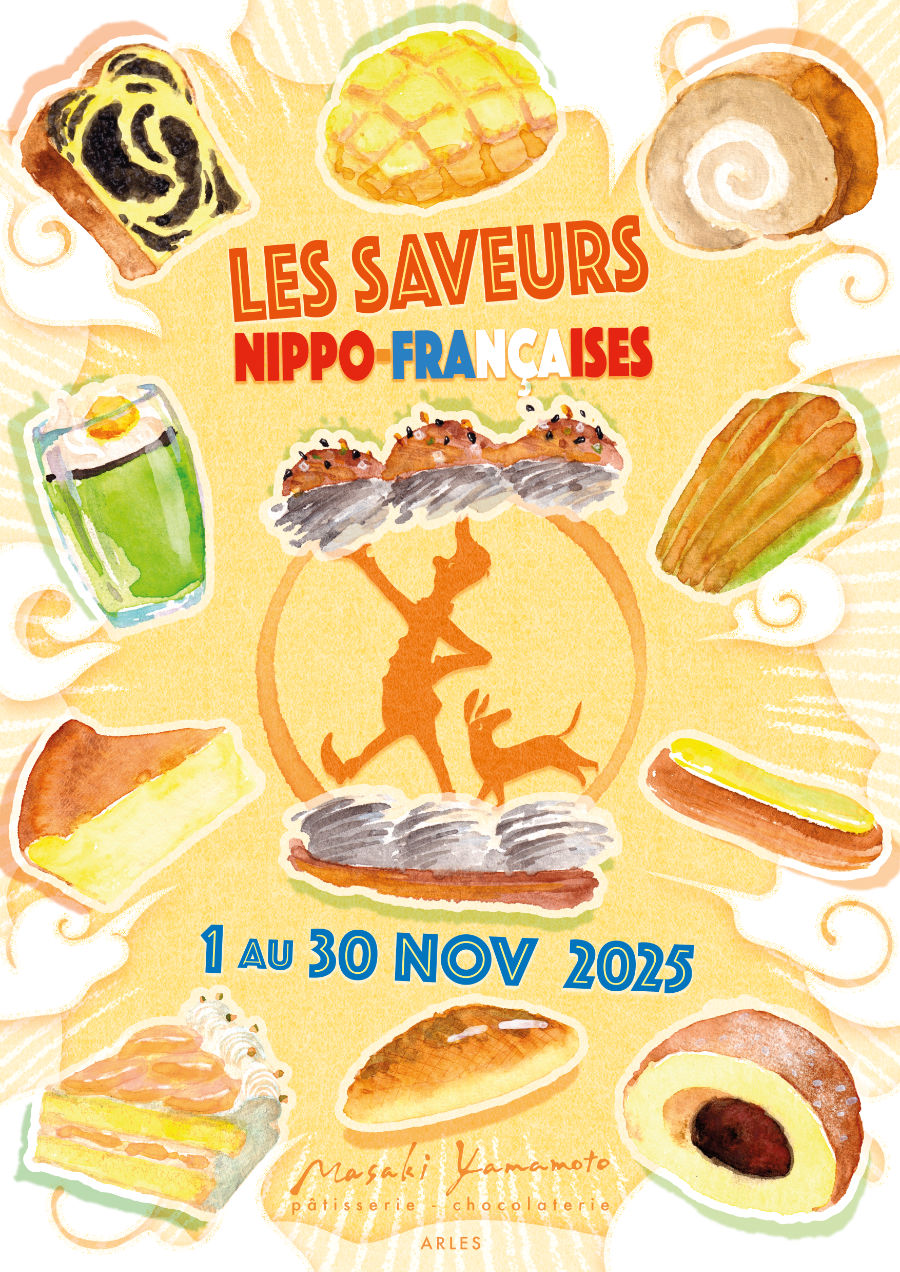 LES SAVEURS
NIPPO-FRANÇAISES
1 AU 30 NOV 2025
Masaki Yamamoto
pâtisserie - chocolaterie
ARLES